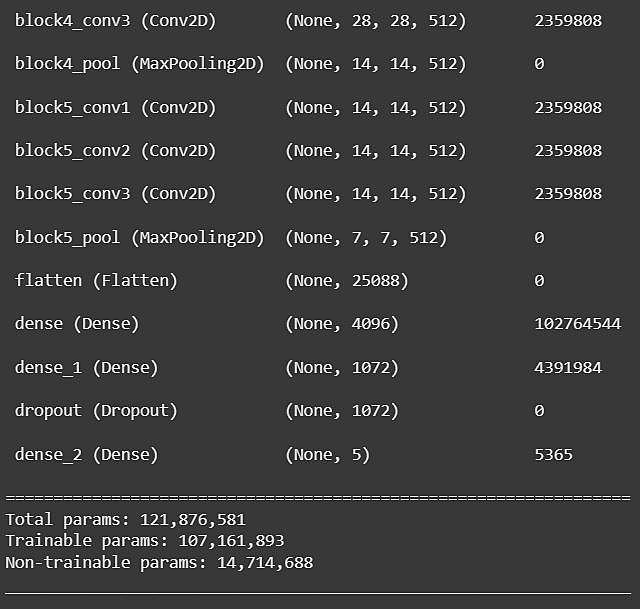 block4_conv3 (Conv2D) (None, 28, 28, 512) 2359808
block4_pool (MaxPooling2D) (None, 14, 14, 512) 0
block5_conv1 (Conv2D) (None, 14, 14, 512) 2359808
block5_conv2 (Conv2D) (None, 14, 14, 512) 2359808
block5_conv3 (Conv2D) (None, 14, 14, 512) 2359808
block5_pool (MaxPooling2D) (None, 7, 7, 512) 0
flatten (Flatten) (None, 25088) 0
dense (Dense) (None, 4096) 102764544
dense_1 (Dense) (None, 1072) 4391984
dropout (Dropout) (None, 1072) 0
dense_2 (Dense) (None, 5) 5365
=================================================================
Total params: 121,876,581
Trainable params: 107,161,893
Non-trainable params: 14,714,688
_________________________________________________________________